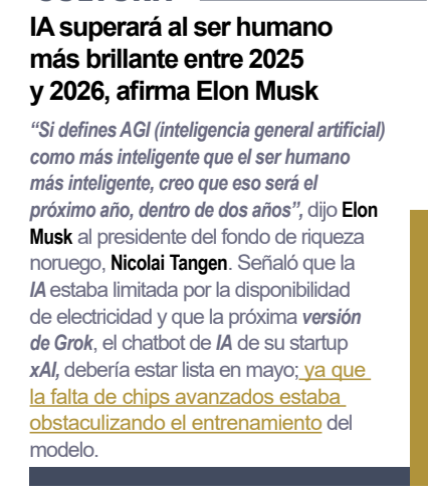 IA superará al ser humano
más brillante entre 2025
y 2026, afirma Elon Musk
“Si defines AGI (inteligencia general artificial)
como más inteligente que el ser humano
más inteligente, creo que eso será el
próximo año, dentro de dos años”, dijo Elon
Musk al presidente del fondo de riqueza
noruego, Nicolai Tangen. Señaló que la
IA estaba limitada por la disponibilidad
de electricidad y que la próxima versión
de Grok, el chatbot de IA de su startup
xAI, debería estar lista en mayo; ya que
la falta de chips avanzados estaba
obstaculizando el entrenamiento del
modelo.